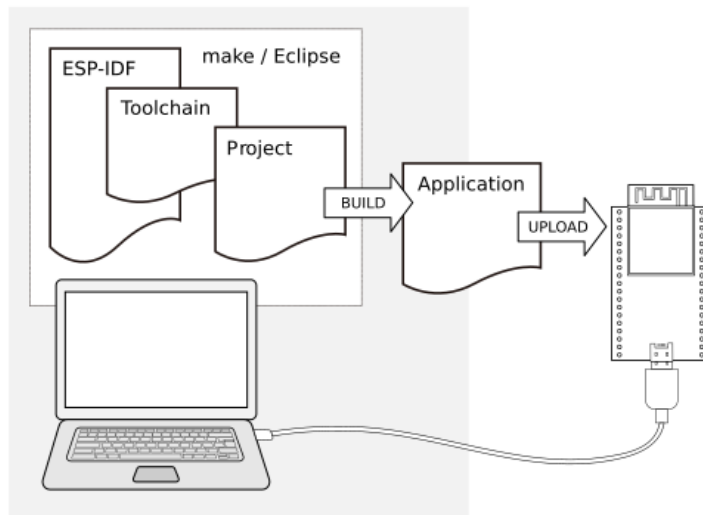 make / Eclipse
ESP-IDF
Toolchain
Project
BUILD
Application
UPLOAD